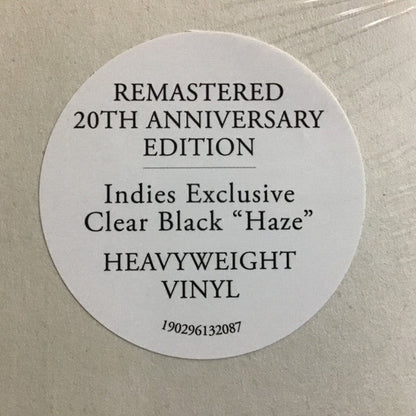 REMASTERED
20TH ANNIVERSARY
EDITION
Indies Exclusive
Clear Black “Haze”
HEAVYWEIGHT
VINYL
190296132087